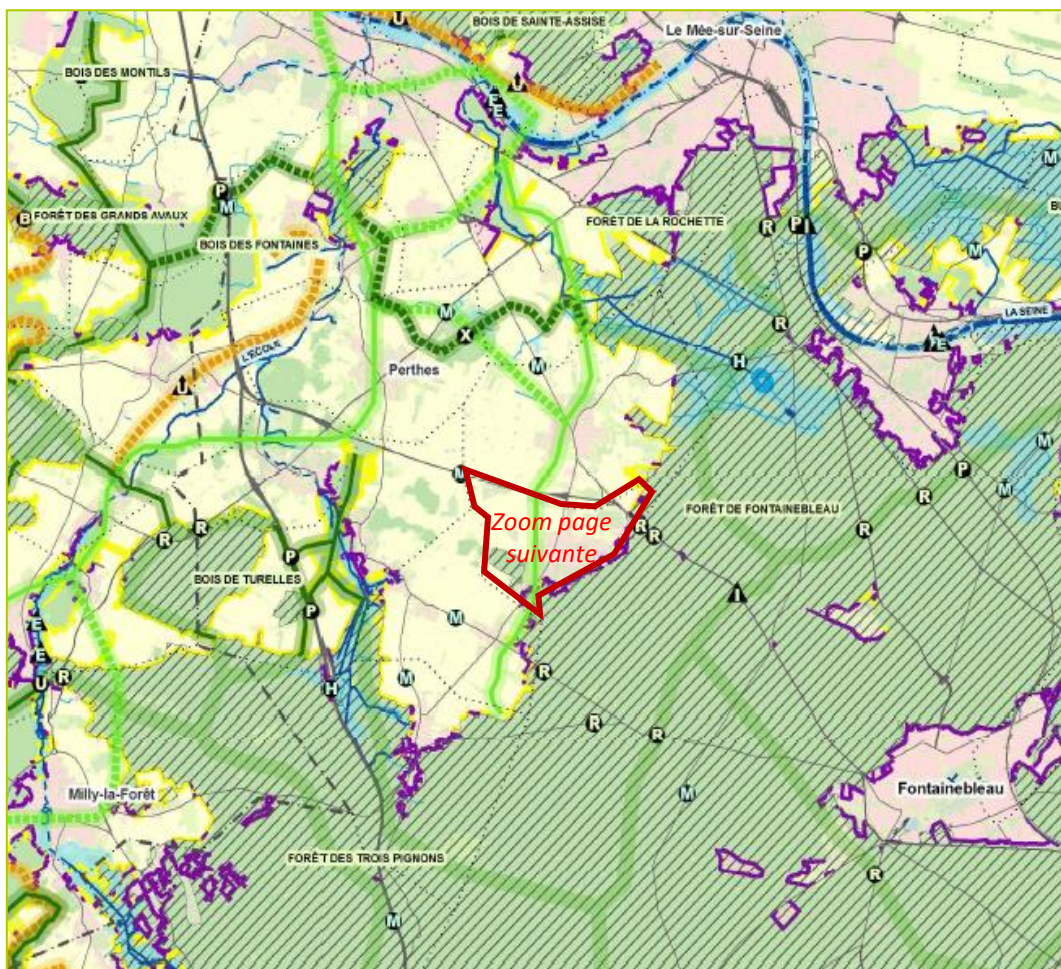 U
BOIS DE SAINTE-ASSISE
Le Mée-sur-Seine
BOIS DES MONTILS
U
E
E
M
P
M
B
FORÊT DES GRANDS AVAUX
FORÊT DE LA ROCHETTE
BU
R
P
I
BOIS DES FONTAINES
P
M
M
X
R
LA SEINE
L'ECOLE
E
H
Perthes
M
U
M
M
P
M
Zoom page
suivante
R
FORÊT DE FONTAINEBLEAU
R
R
R
R
R
P
BOIS DE TURELLES
I
P
M
E
E
R
R
M
U
H
R
R
M
Milly-la-Forêt
Fontainebleau
FORÊT DES TROIS PIGNONS
R
M